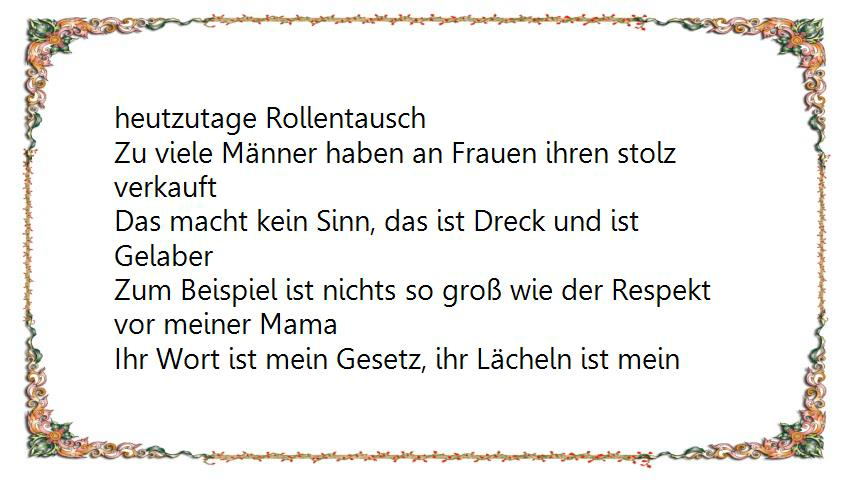 heutzutage Rollentausch
Zu viele Männer haben an Frauen ihren stolz
verkauft
Das macht kein Sinn, das ist Dreck und ist
Gelaber
Zum Beispiel ist nichts so groß wie der Respekt
vor meiner Mama
Ihr Wort ist mein Gesetz, ihr Lächeln ist mein